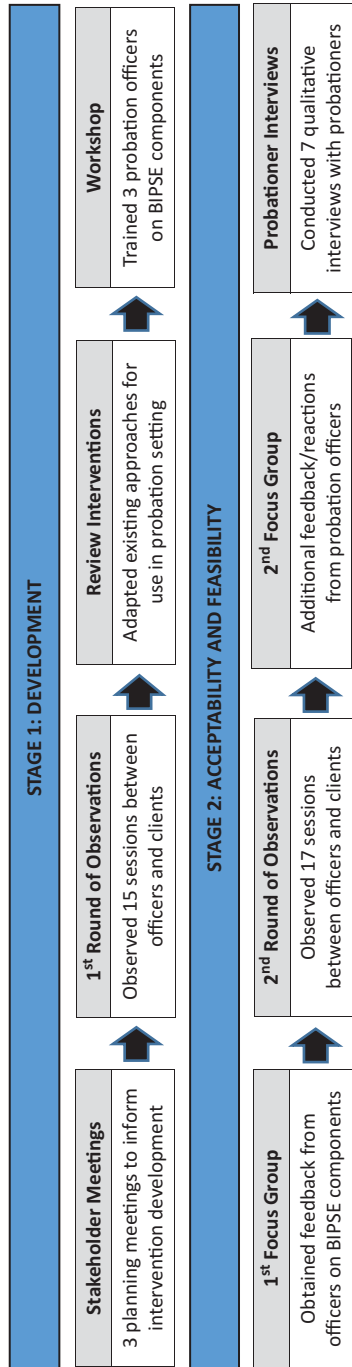 STAGE 1: DEVELOPMENT
Stakeholder Meetings
3 planning meetings to inform
intervention development
1st Round of Observations
Observed 15 sessions between
officers and clients
Review Interventions
Adapted existing approaches for
use in probation setting
Workshop
Trained 3 probation officers
on BIPSE components
STAGE 2: ACCEPTABILITY AND FEASIBILITY
1st Focus Group
Obtained feedback from
officers on BIPSE components
2nd Round of Observations
Observed 17 sessions
between officers and clients
2nd Focus Group
Additional feedback/reactions
from probation officers
Probationer Interviews
Conducted 7 qualitative
interviews with probationers